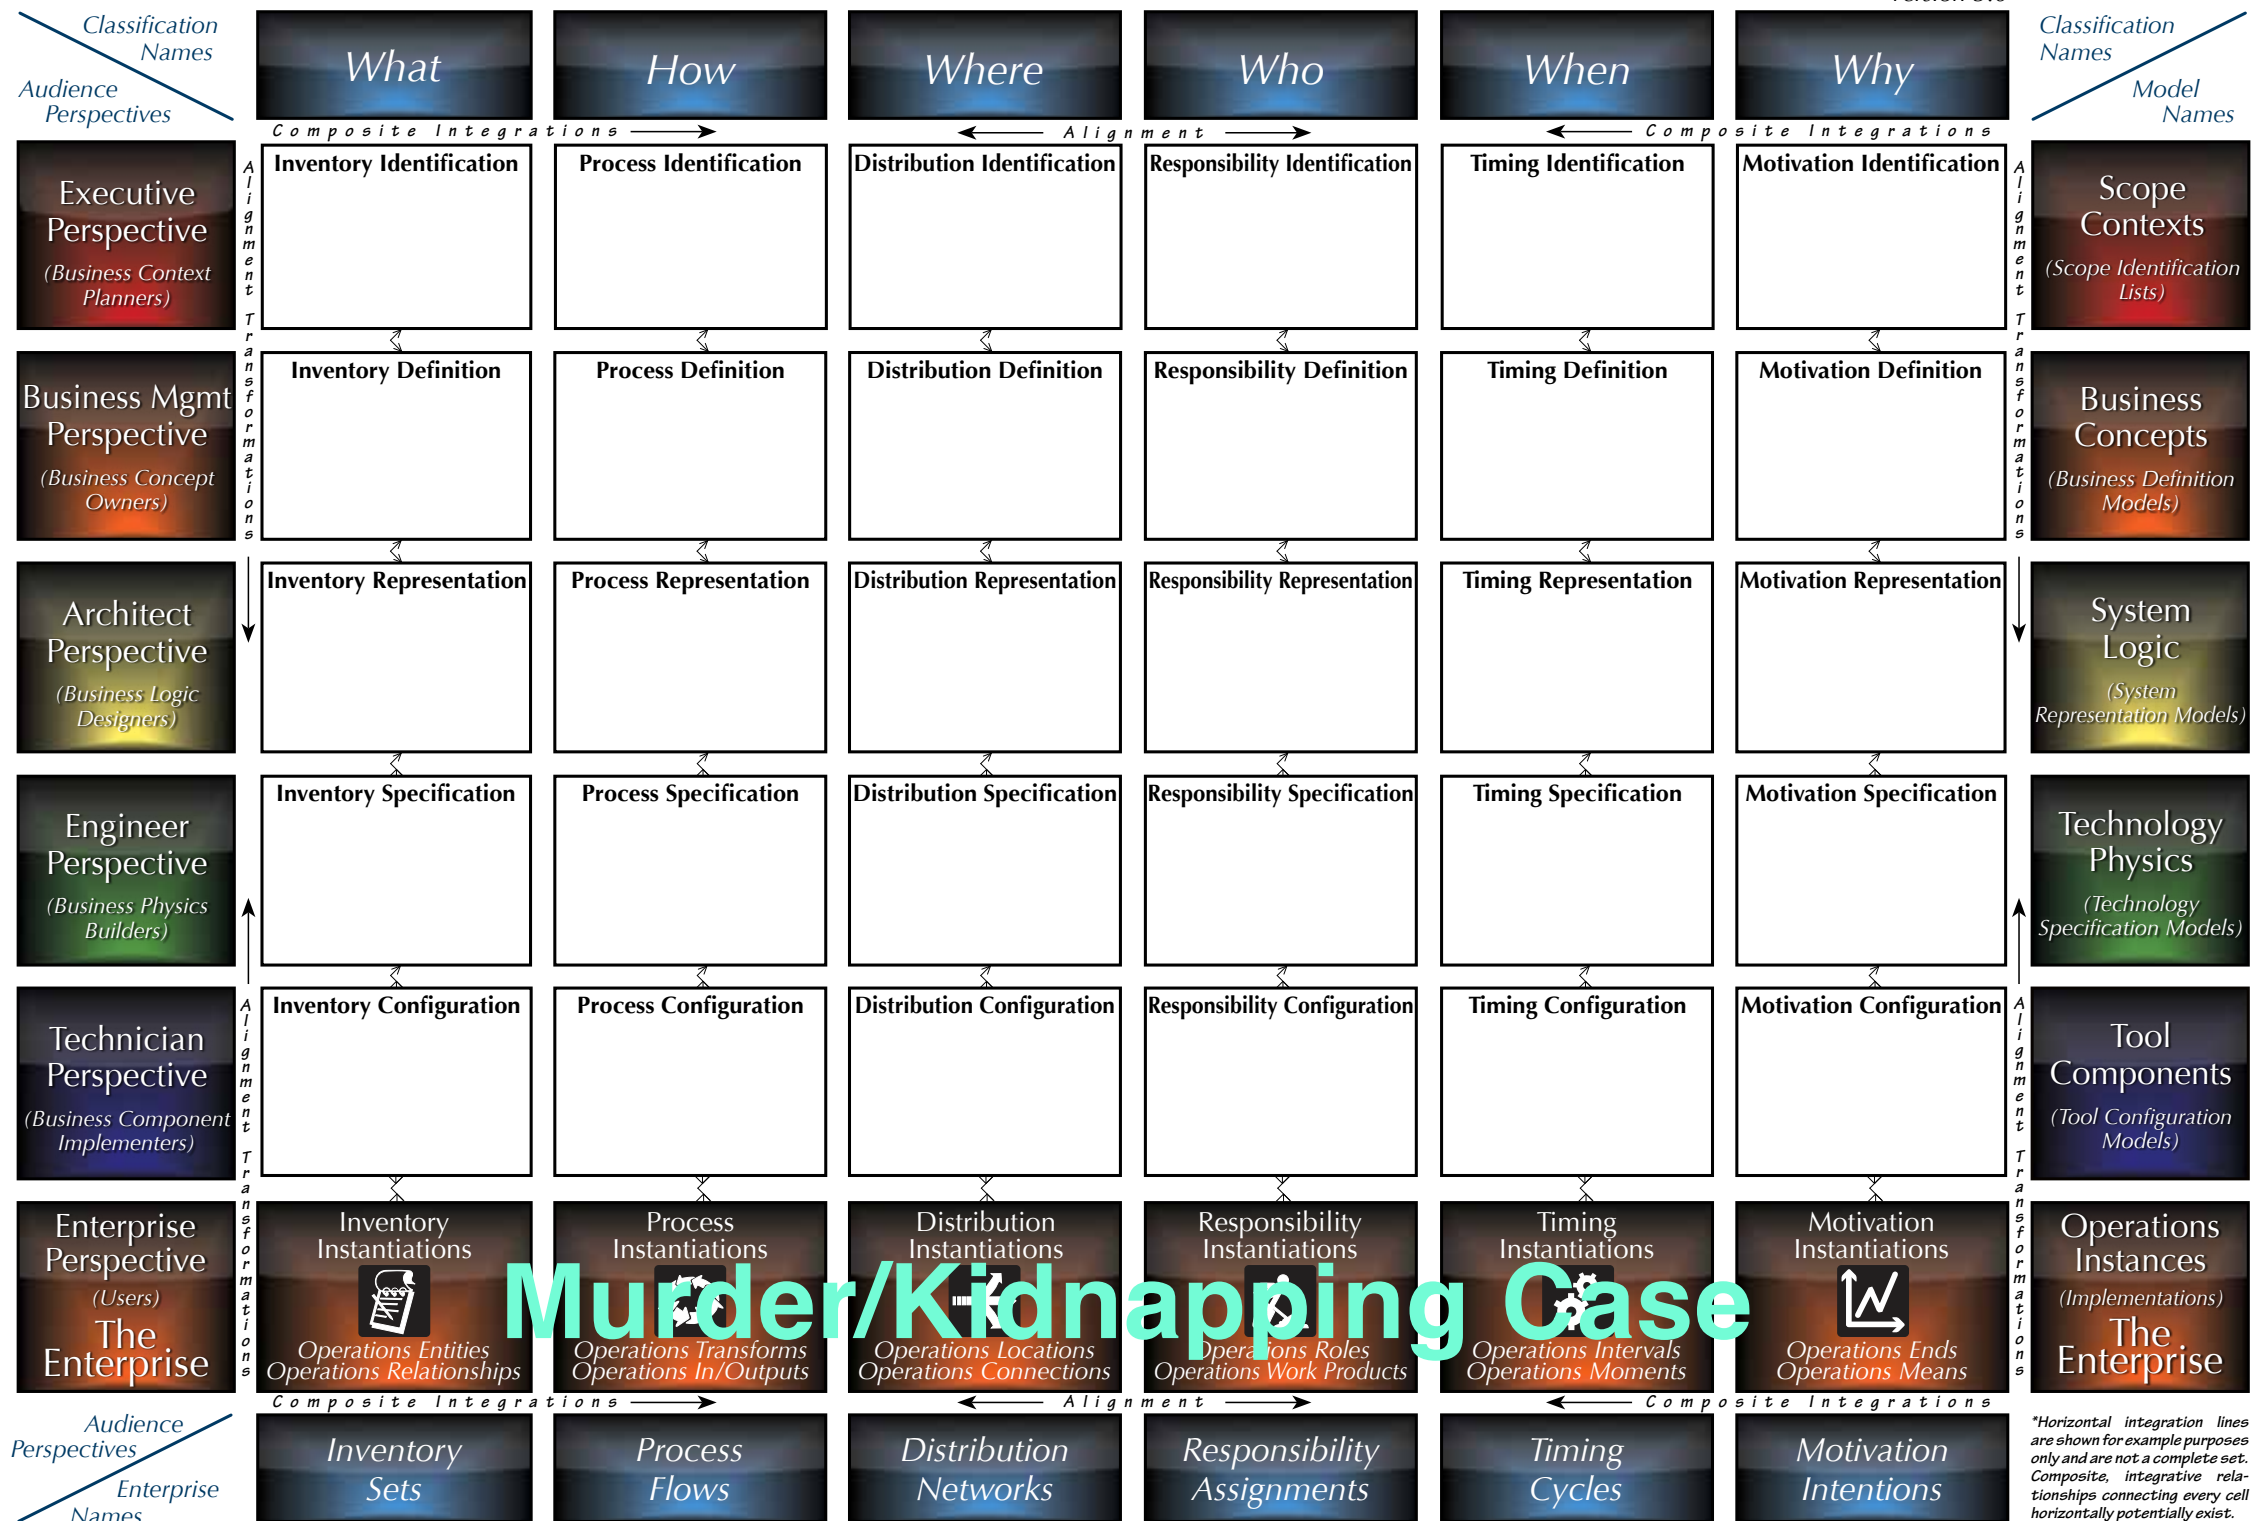 Version 3.0
Classification
Names
Audience
Perspectives
What
How
Where
Who
When
Why
Classification
Names
Model
Names
Composite Integrations
Alignment
Composite Integrations
Executive
Perspective
(Business Context
Planners)
Alignment Transformations
Inventory Identification
Process Identification
Distribution Identification
Responsibility Identification
Timing Identification
Motivation Identification
Alignment Transformations
Scope
Contexts
(Scope Identification
Lists)
Business Mgmt
Perspective
(Business Concept
Owners)
Inventory Definition
Process Definition
Distribution Definition
Responsibility Definition
Timing Definition
Motivation Definition
Business
Concepts
(Business Definition
Models)
Architect
Perspective
(Business Logic
Designers)
Inventory Representation
Process Representation
Distribution Representation
Responsibility Representation
Timing Representation
Motivation Representation
System
Logic
(System
Representation Models)
Engineer
Perspective
(Business Physics
Builders)
Inventory Specification
Process Specification
Distribution Specification
Responsibility Specification
Timing Specification
Motivation Specification
Technology
Physics
(Technology
Specification Models)
Technician
Perspective
(Business Component
Implementers)
Alignment Transformations
Inventory Configuration
Process Configuration
Distribution Configuration
Responsibility Configuration
Timing Configuration
Motivation Configuration
Alignment Transformations
Tool
Components
(Tool Configuration
Models)
Enterprise
Perspective
(Users)
The
Enterprise
Inventory
Instantiations
Operations Entities
Operations Relationships
Process
Instantiations
Operations Transforms
Operations In/Outputs
Distribution
Instantiations
Operations Locations
Operations Connections
Responsibility
Instantiations
Operations Roles
Operations Work Products
Timing
Instantiations
Operations Intervals
Operations Moments
Motivation
Instantiations
Operations Ends
Operations Means
Murder/Kidnapping Case
Operations
Instances
(Implementations)
The
Enterprise
Composite Integrations
Alignment
Composite Integrations
Audience
Perspectives
Enterprise
Names
Inventory
Sets
Process
Flows
Distribution
Networks
Responsibility
Assignments
Timing
Cycles
Motivation
Intentions
*Horizontal integration lines
are shown for example purposes
only and are not a complete set.
Composite, integrative rela-
tionships connecting every cell
horizontally potentially exist.